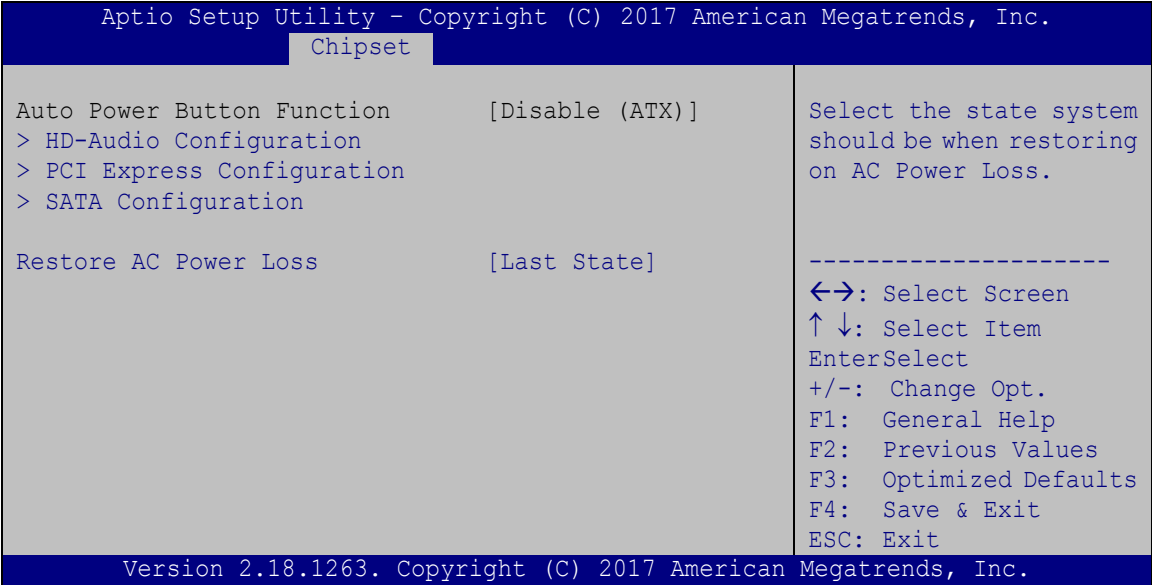 Aptio Setup Utility – Copyright (C) 2017 American Megatrends, Inc.
Chipset
Auto Power Button Function [Disable (ATX)]
> HD-Audio Configuration
> PCI Express Configuration
> SATA Configuration
Restore AC Power Loss [Last State]
Select the state system
should be when restoring
on AC Power Loss.
---------------------
←→: Select Screen
↑ ↓: Select Item
EnterSelect
+/-: Change Opt.
F1: General Help
F2: Previous Values
F3: Optimized Defaults
F4: Save & Exit
ESC: Exit
Version 2.18.1263. Copyright (C) 2017 American Megatrends, Inc.